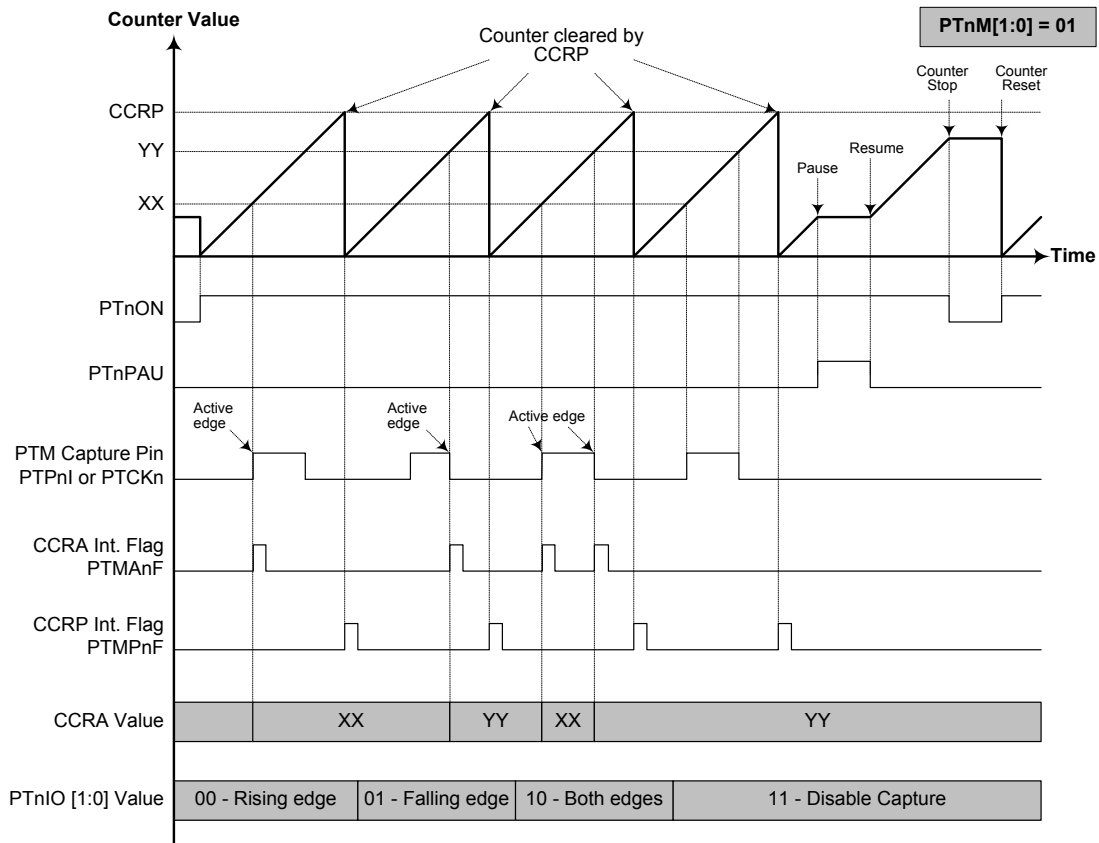 Counter Value
PTnM[1:0] = 01
Counter cleared by
CCRP
Counter
Stop
Counter
Reset
CCRP
YY
XX
Pause
Resume
Time
PTnON
PTnPAU
Active
edge
Active
edge
Active edge
PTM Capture Pin
PTPnI or PTCKn
CCRA Int. Flag
PTMAnF
CCRP Int. Flag
PTMPnF
CCRA Value
XX
YY
XX
YY
PTnIO [1:0] Value
00 - Rising edge
01 - Falling edge
10 - Both edges
11 - Disable Capture